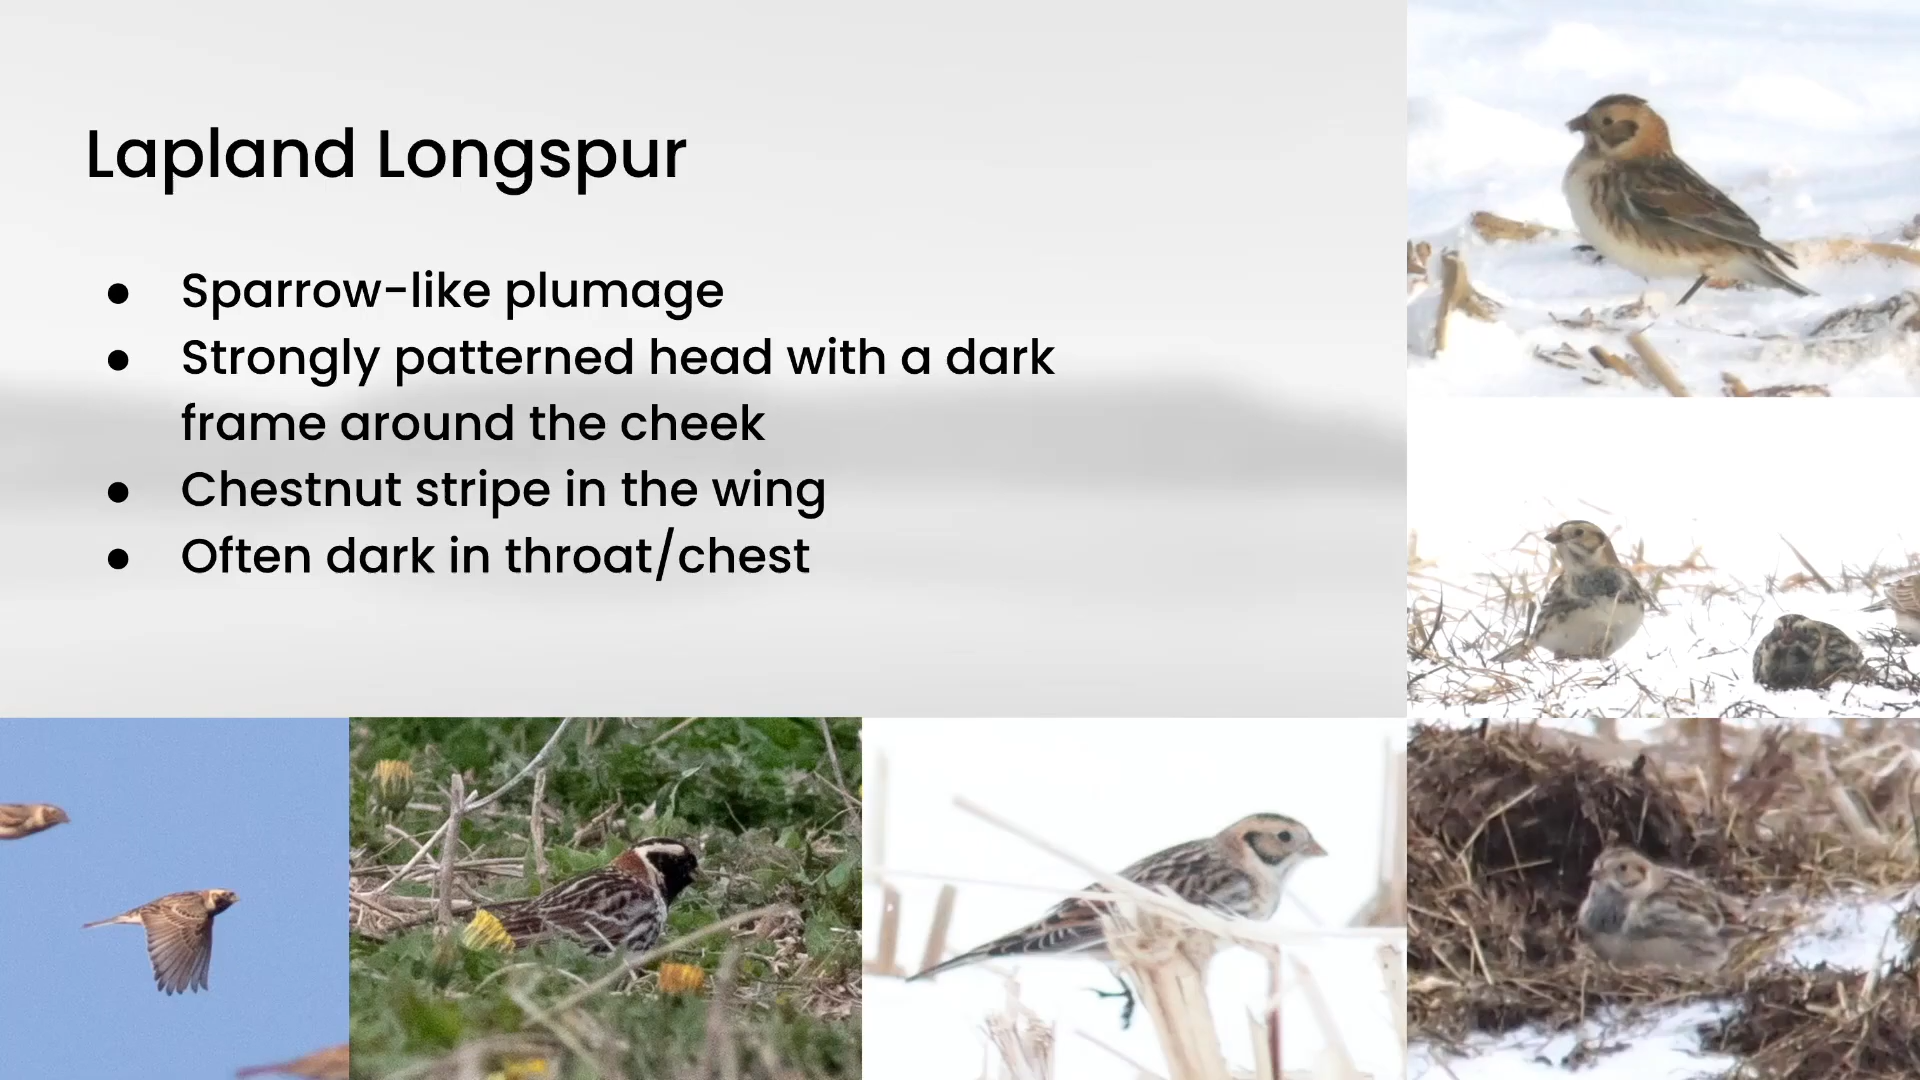 Lapland Longspur
● Sparrow-like plumage
● Strongly patterned head with a dark
frame around the cheek
● Chestnut stripe in the wing
● Often dark in throat/chest